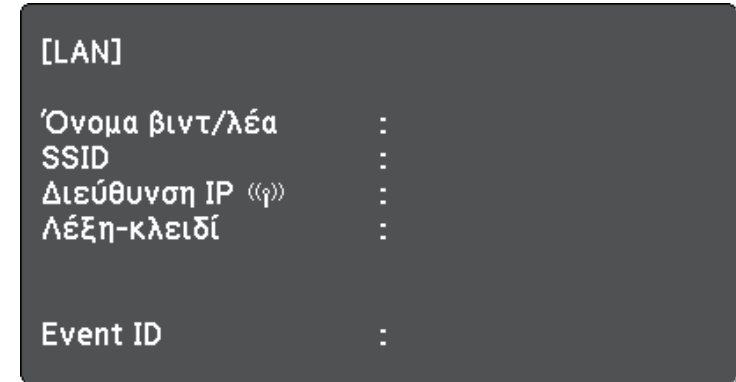 [LAN]
Όνομα βιντ/λέα :
SSID :
Διεύθυνση IP :
Λέξη-κλειδί :
Event ID :